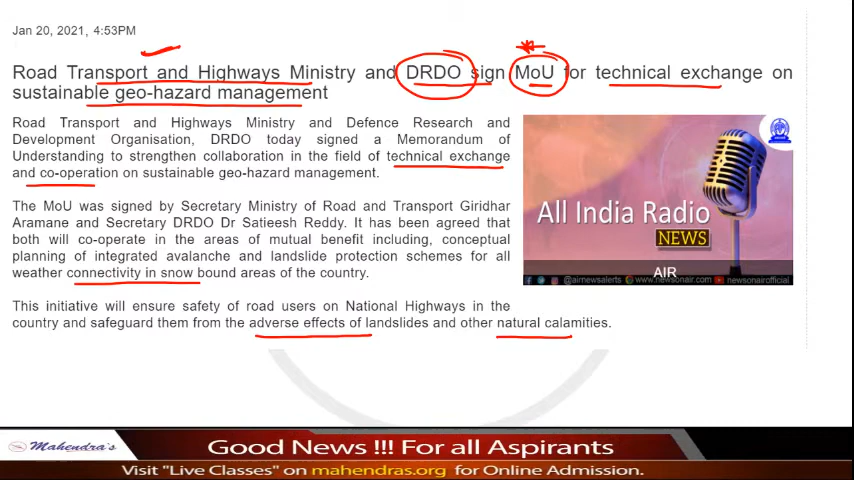 Jan 20, 2021, 4:53PM
Road Transport and Highways Ministry and DRDO sign MoU for technical exchange on
sustainable geo-hazard management
Road Transport and Highways Ministry and Defence Research and
Development Organisation, DRDO today signed a Memorandum of
Understanding to strengthen collaboration in the field of technical exchange
and co-operation on sustainable geo-hazard management.
The MoU was signed by Secretary Ministry of Road and Transport Giridhar
Aramane and Secretary DRDO Dr Satieesh Reddy. It has been agreed that
both will co-operate in the areas of mutual benefit including, conceptual
planning of integrated avalanche and landslide protection schemes for all
weather connectivity in snow bound areas of the country.
This initiative will ensure safety of road users on National Highways in the
country and safeguard them from the adverse effects of landslides and other natural calamities.
All India Radio
NEWS
AIR
@airnewsalerts www.newsonair.com newsonairofficial
Mahendra's
Good News !!! For all Aspirants
Visit "Live Classes" on mahendras.org for Online Admission.